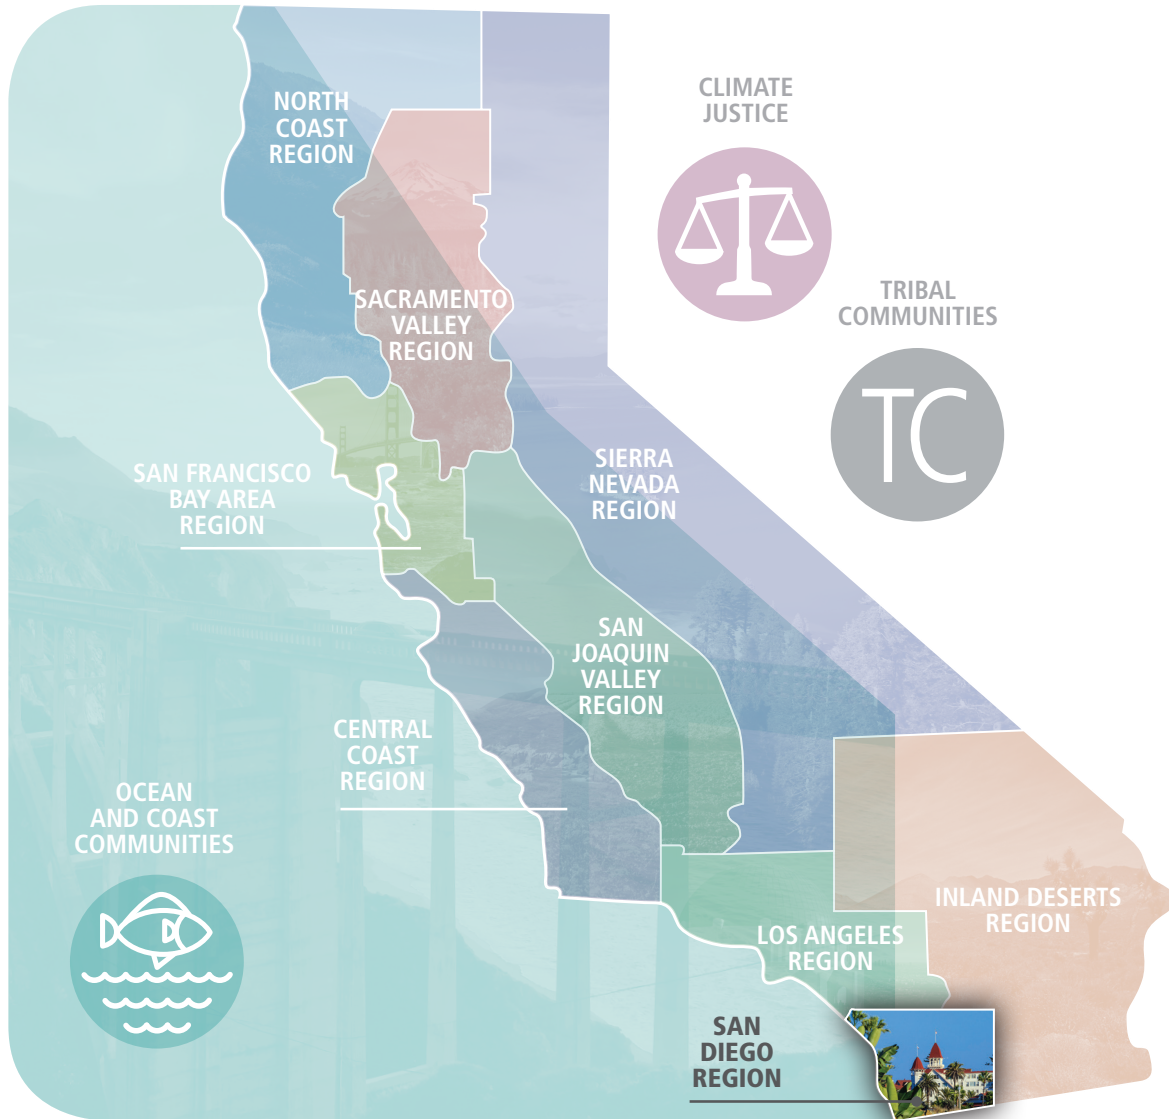 NORTH
COAST
REGION
CLIMATE
JUSTICE
SACRAMENTO
VALLEY
REGION
TRIBAL
COMMUNITIES
TC
SAN FRANCISCO
BAY AREA
REGION
SIERRA
NEVADA
REGION
SAN
JOAQUIN
VALLEY
REGION
CENTRAL
COAST
REGION
OCEAN
AND COAST
COMMUNITIES
INLAND DESERTS
REGION
LOS ANGELES
REGION
SAN
DIEGO
REGION